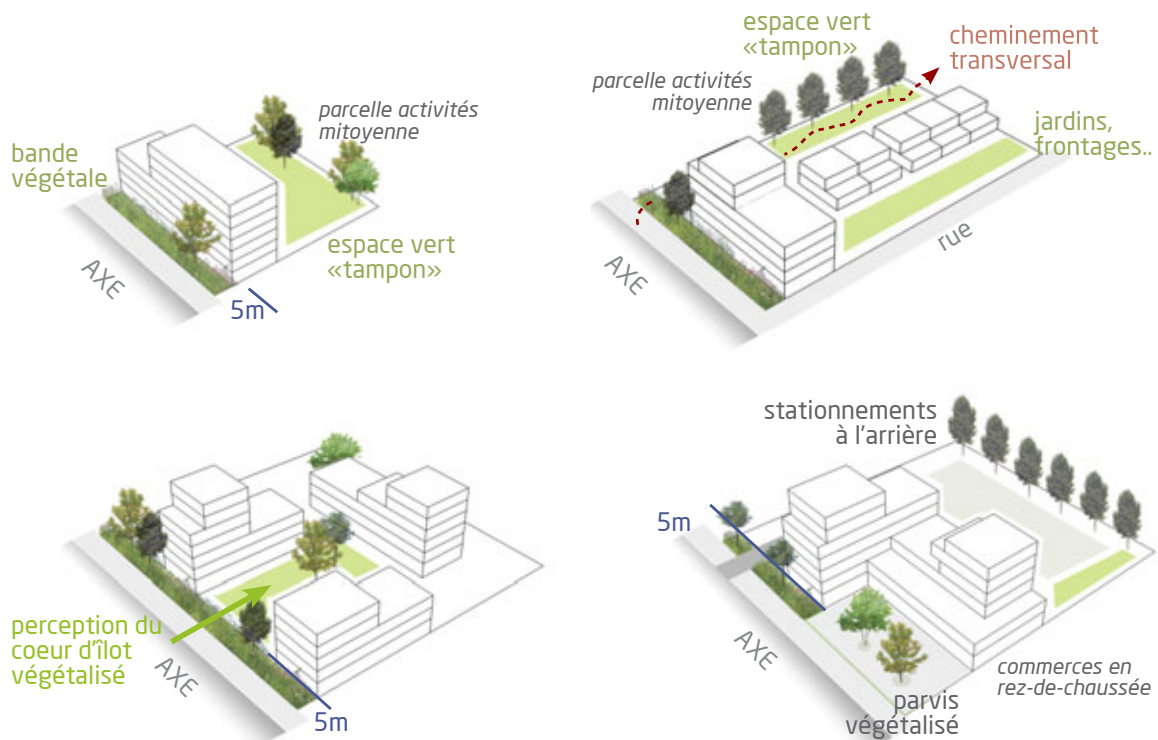 bande
végétale
parcelle activités
mitoyenne
espace vert
«tampon»
AXE
5m
espace vert
«tampon»
cheminement
transversal
parcelle activités
mitoyenne
jardins,
frontages..
rue
AXE
perception du
coeur d'îlot
végétalisé
AXE
5m
stationnements
à l'arrière
5m
AXE
parvis
végétalisé
commerces en
rez-de-chaussée